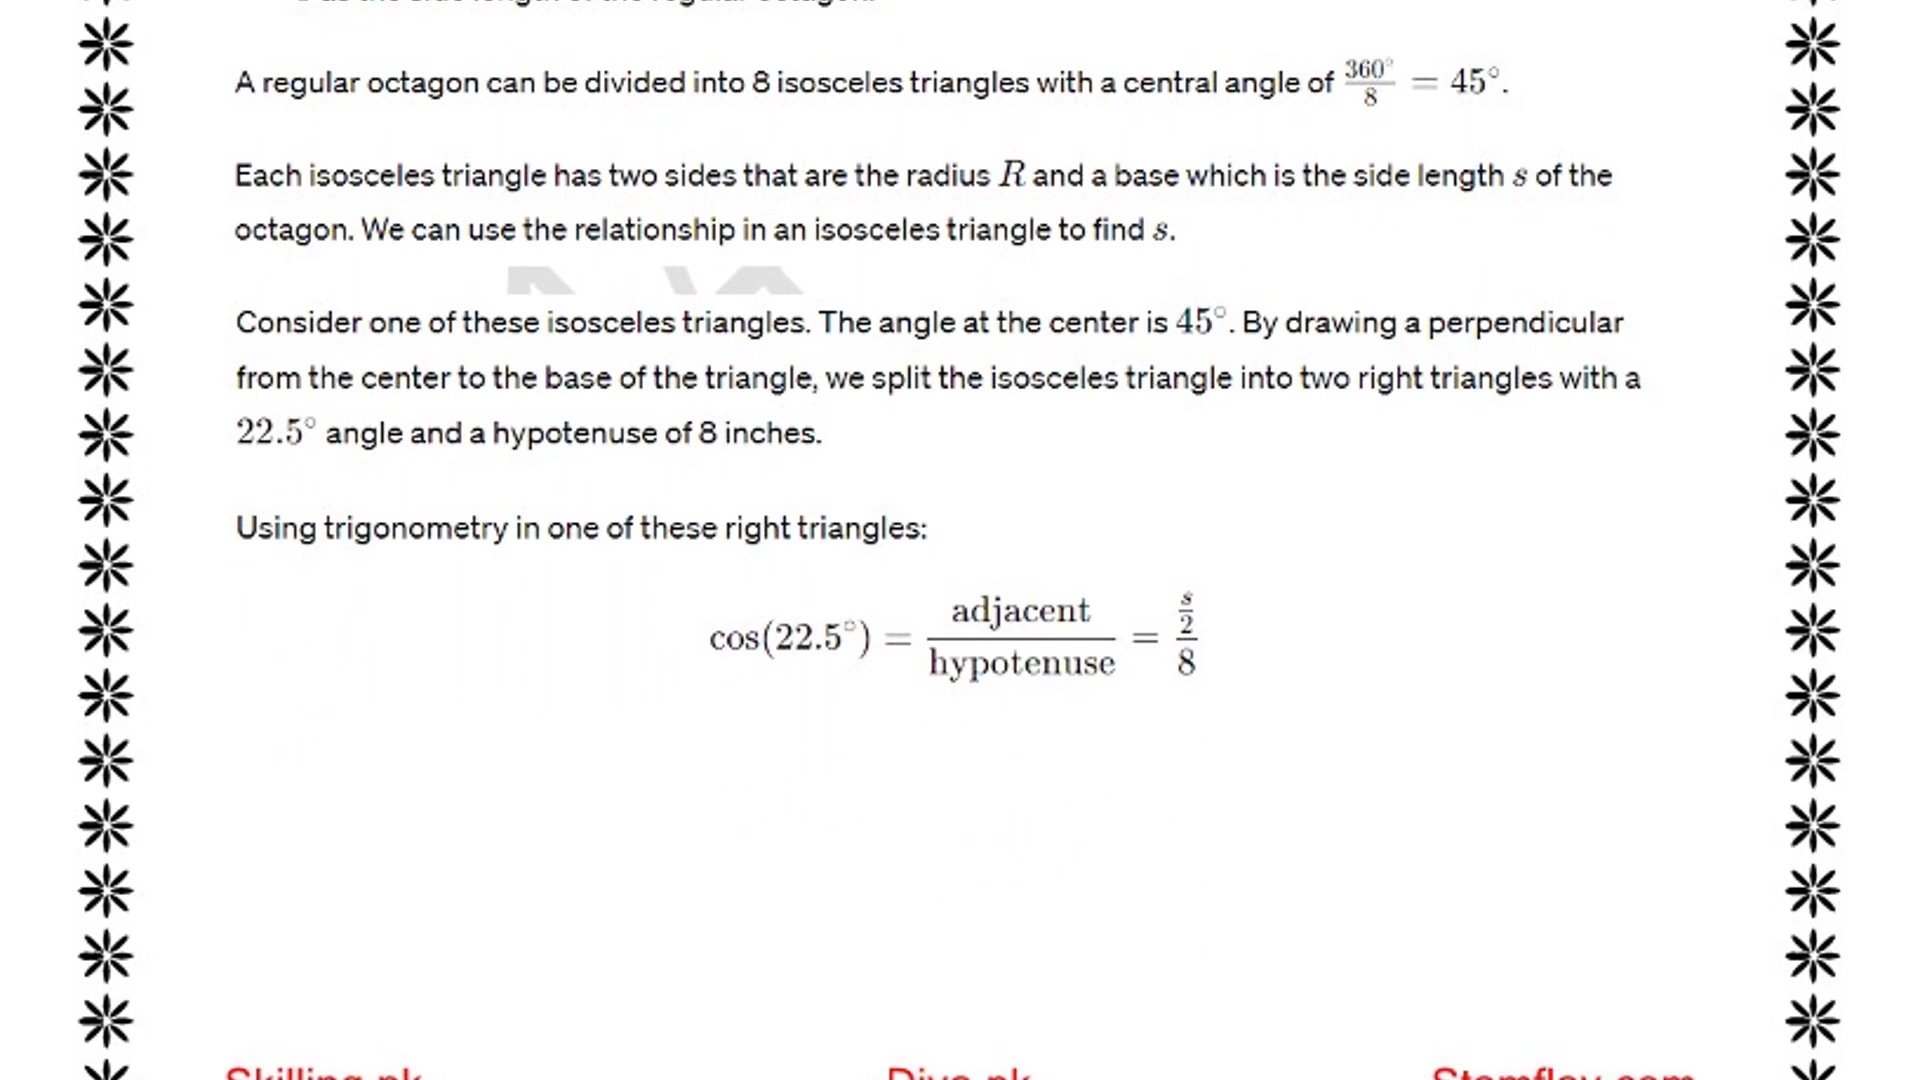 A regular octagon can be divided into 8 isosceles triangles with a central angle of 360°/8 = 45°.
Each isosceles triangle has two sides that are the radius R and a base which is the side length s of the
octagon. We can use the relationship in an isosceles triangle to find s.
Consider one of these isosceles triangles. The angle at the center is 45°. By drawing a perpendicular
from the center to the base of the triangle, we split the isosceles triangle into two right triangles with a
22.5° angle and a hypotenuse of 8 inches.
Using trigonometry in one of these right triangles:
cos(22.5°) = adjacent/hypotenuse = (s/2)/8